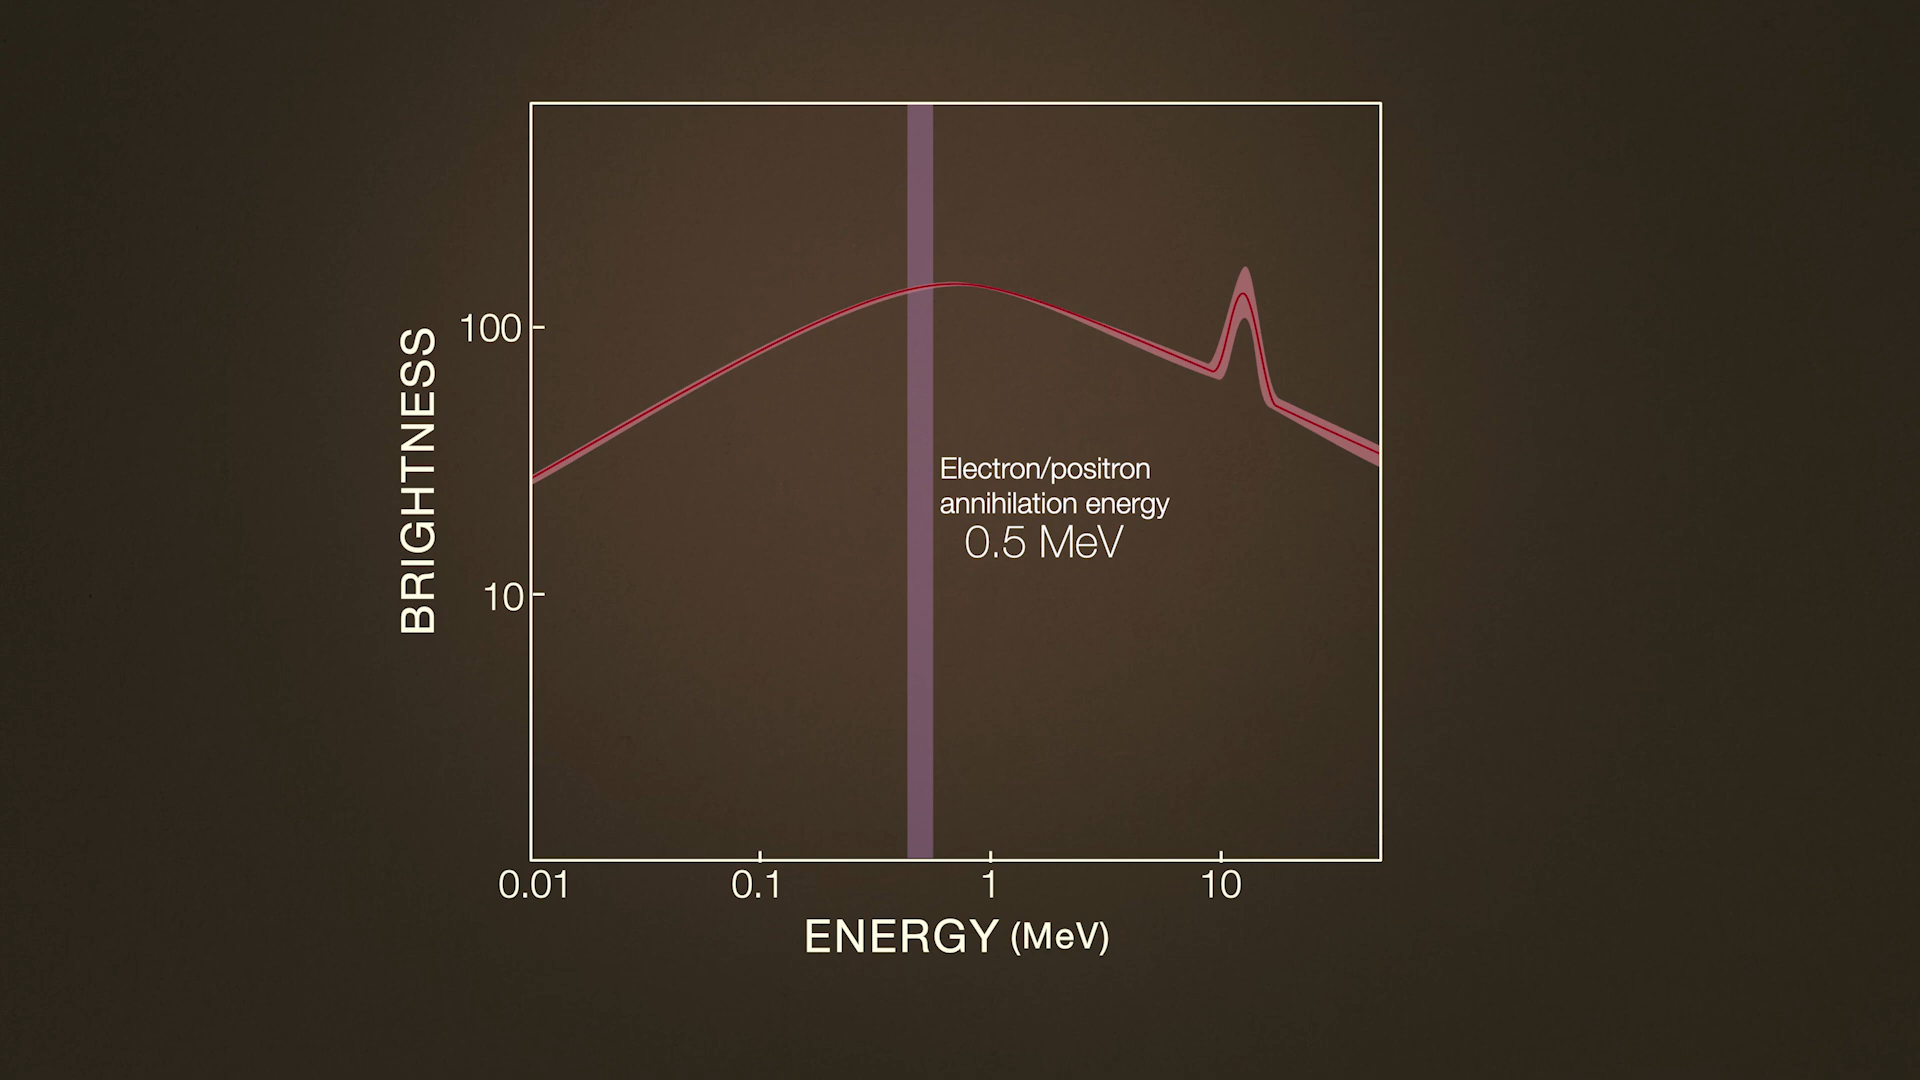 BRIGHTNESS
100
10
Electron/positron
annihilation energy
0.5 MeV
0.01 0.1 1 10
ENERGY (MeV)